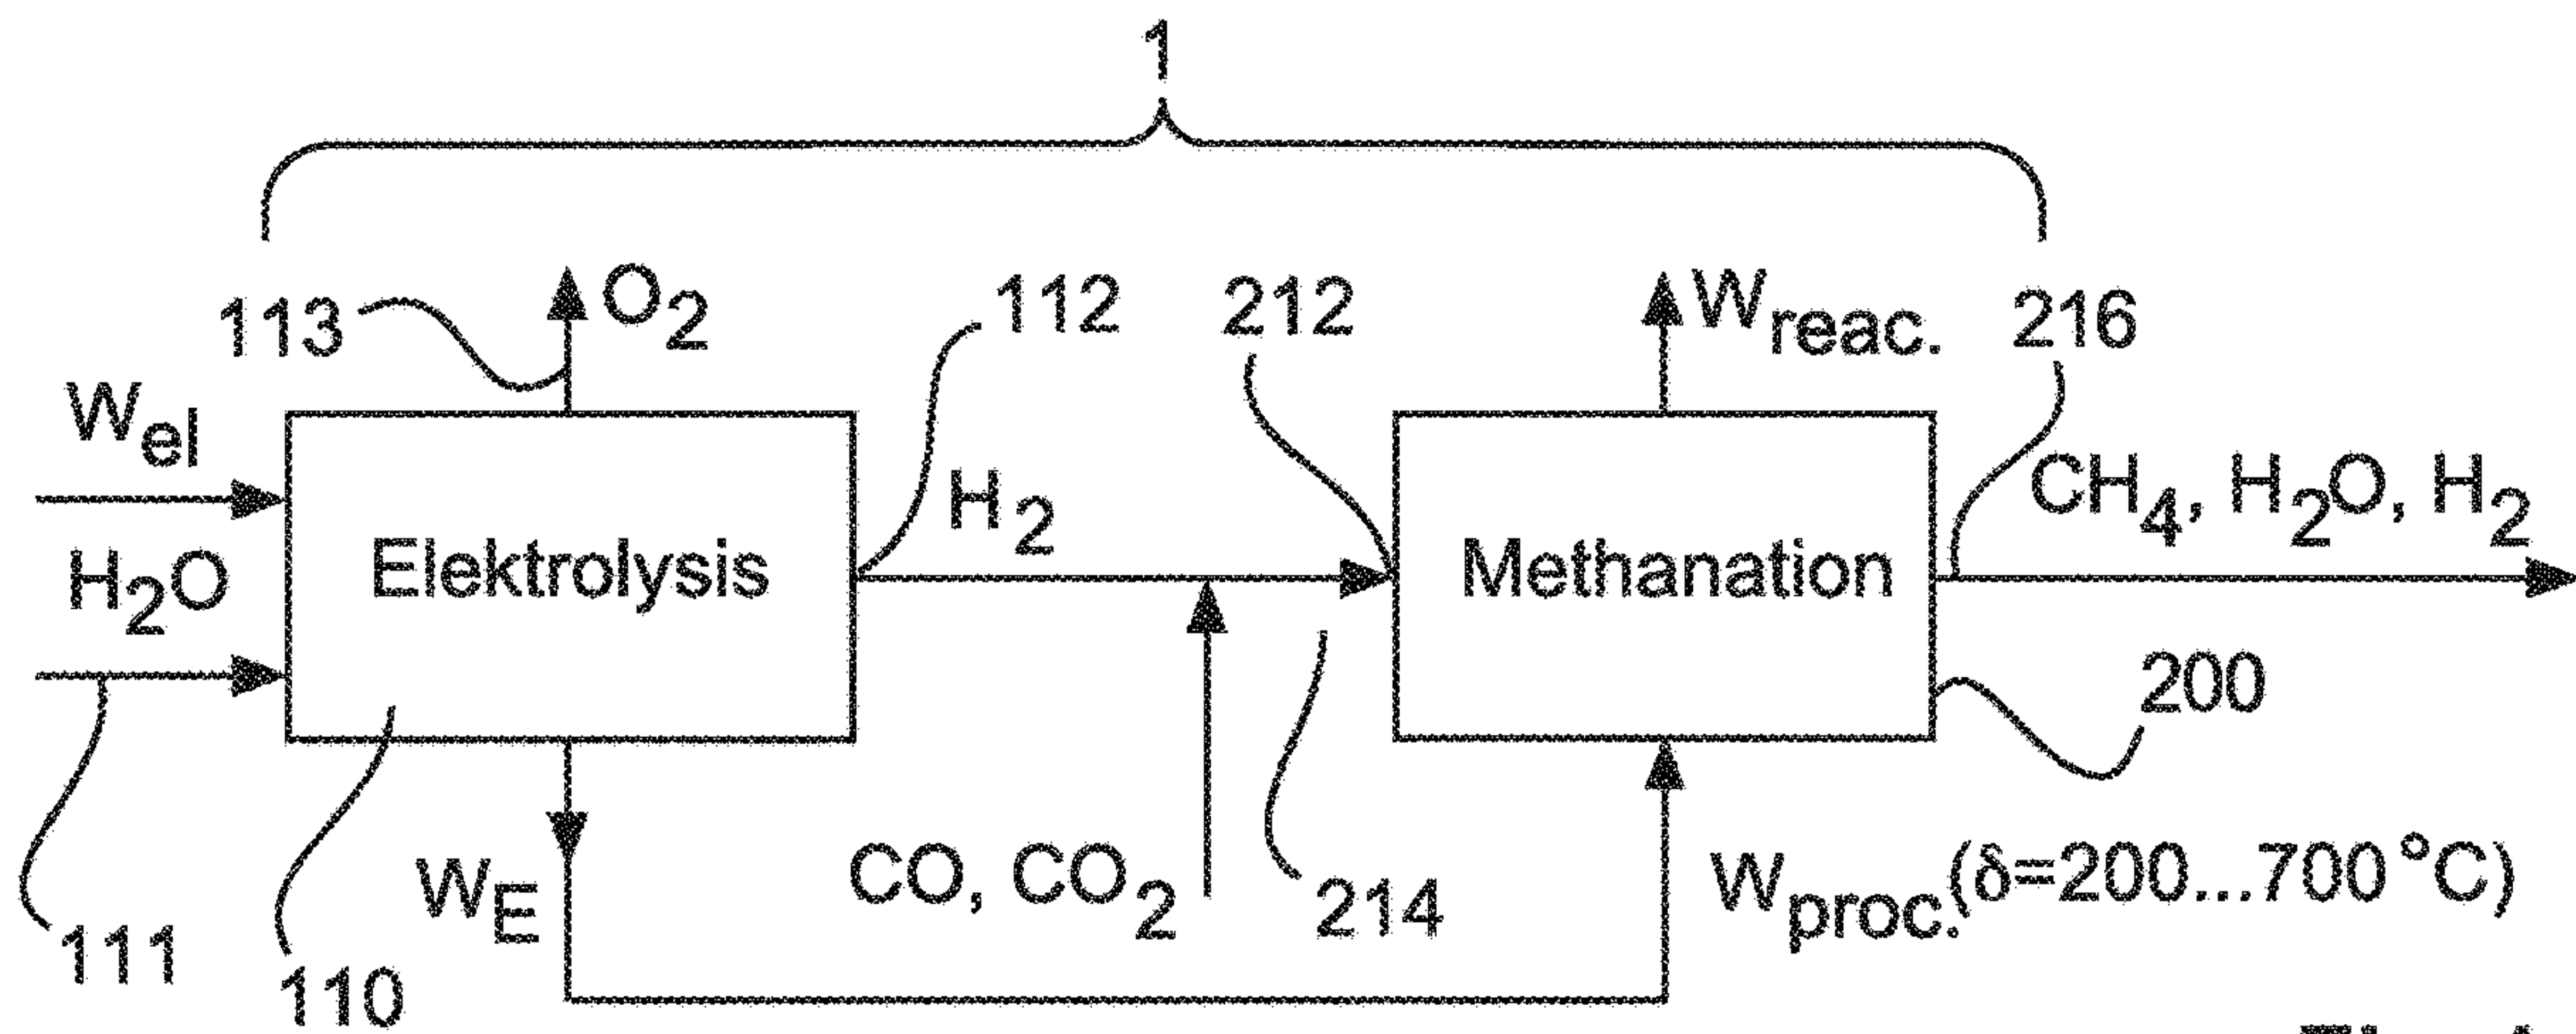 1
113
O2
112
212
Wreac.
216
Wel
H2
CH4, H2O, H2
H2O
Elektrolysis
Methanation
200
WE
CO, CO2
214
Wproc.(δ=200...700°C)
111
110